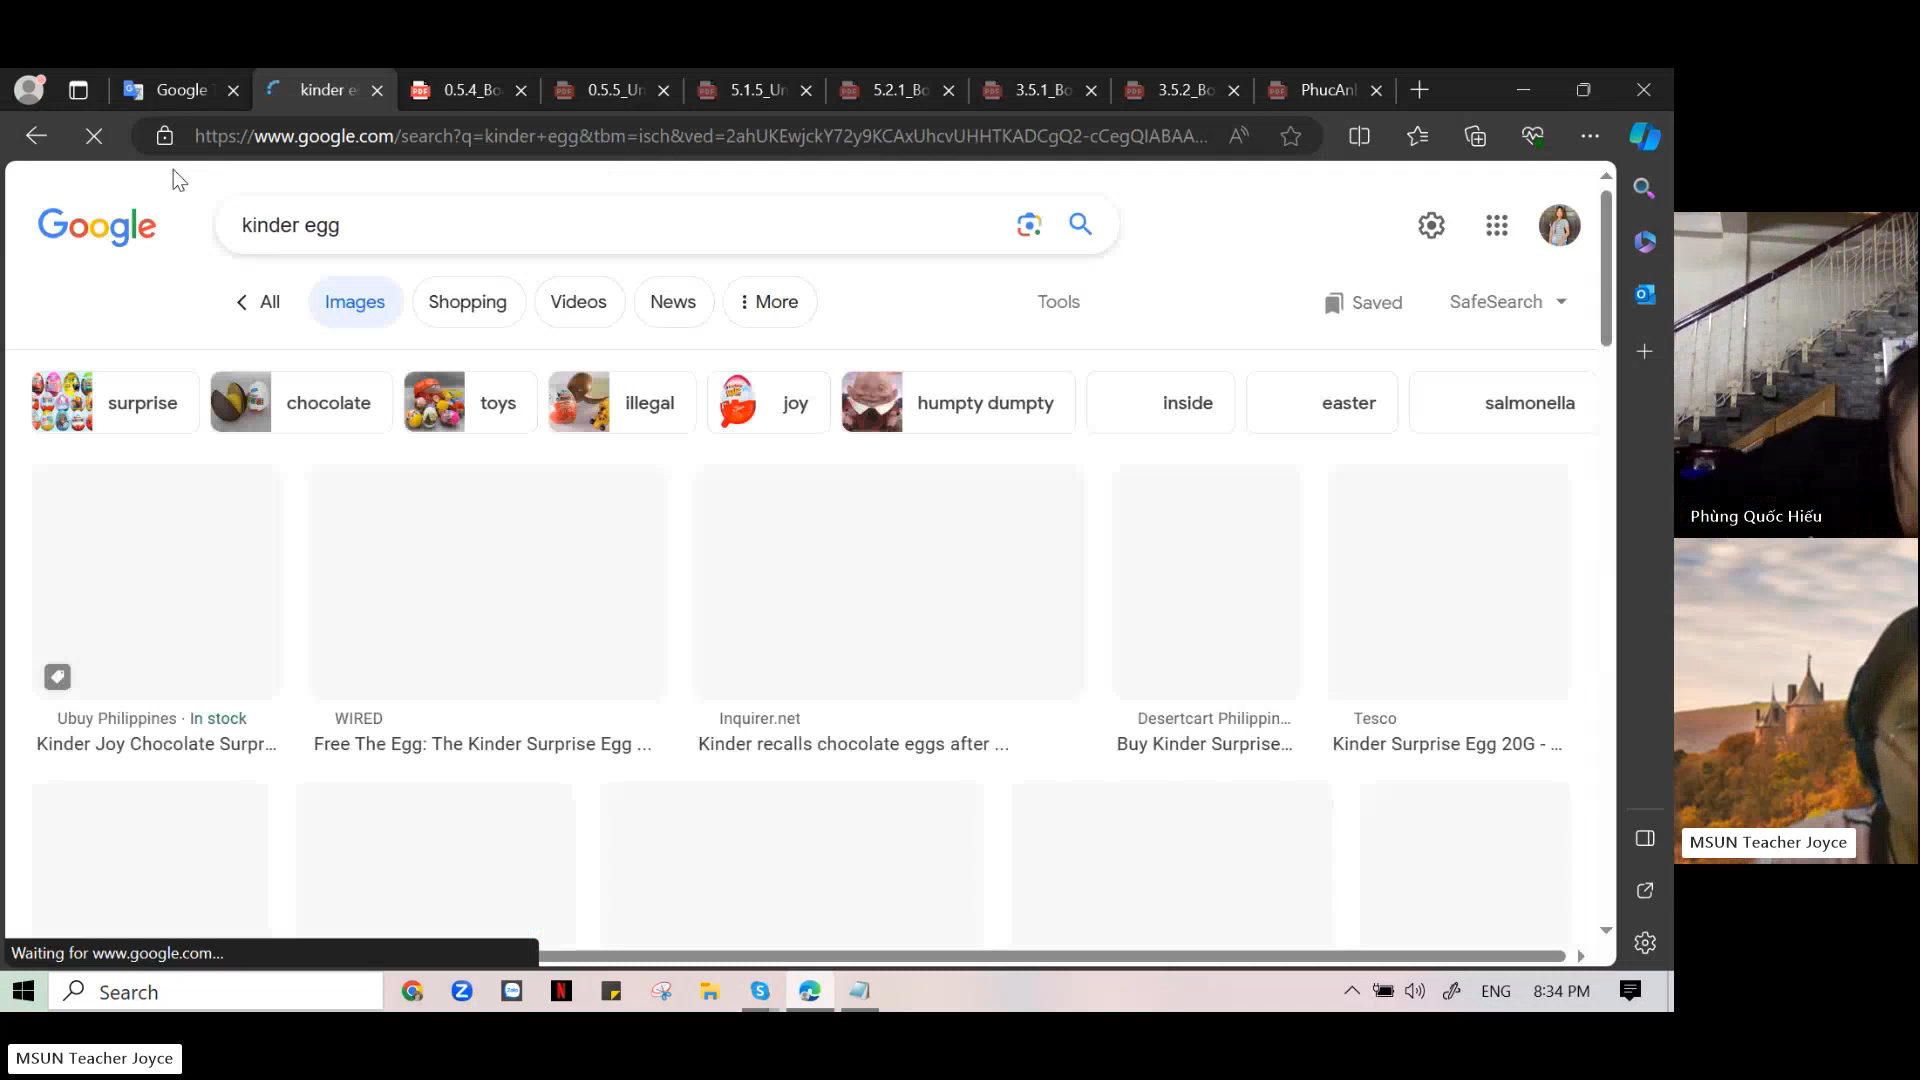 Google T
kinder e
0.5.4_Bo
0.5.5_Un
5.1.5_Un
5.2.1_Bo
3.5.1_Bo
3.5.2_Bo
PhucAnl
https://www.google.com/search?q=kinder+egg&tbm=isch&ved=2ahUKEwjckY72y9KCAxUhcvUHHTKADCgQ2-cCegQIABAA...
Google
kinder egg
All
Images
Shopping
Videos
News
More
Tools
Saved
SafeSearch
surprise
chocolate
toys
illegal
joy
humpty dumpty
inside
easter
salmonella
Ubuy Philippines · In stock
Kinder Joy Chocolate Surpr...
WIRED
Free The Egg: The Kinder Surprise Egg ...
Inquirer.net
Kinder recalls chocolate eggs after ...
Desertcart Philippin...
Buy Kinder Surprise...
Tesco
Kinder Surprise Egg 20G - ...
Waiting for www.google.com...
Search
ENG
8:34 PM
Phùng Quốc Hiếu
MSUN Teacher Joyce
MSUN Teacher Joyce